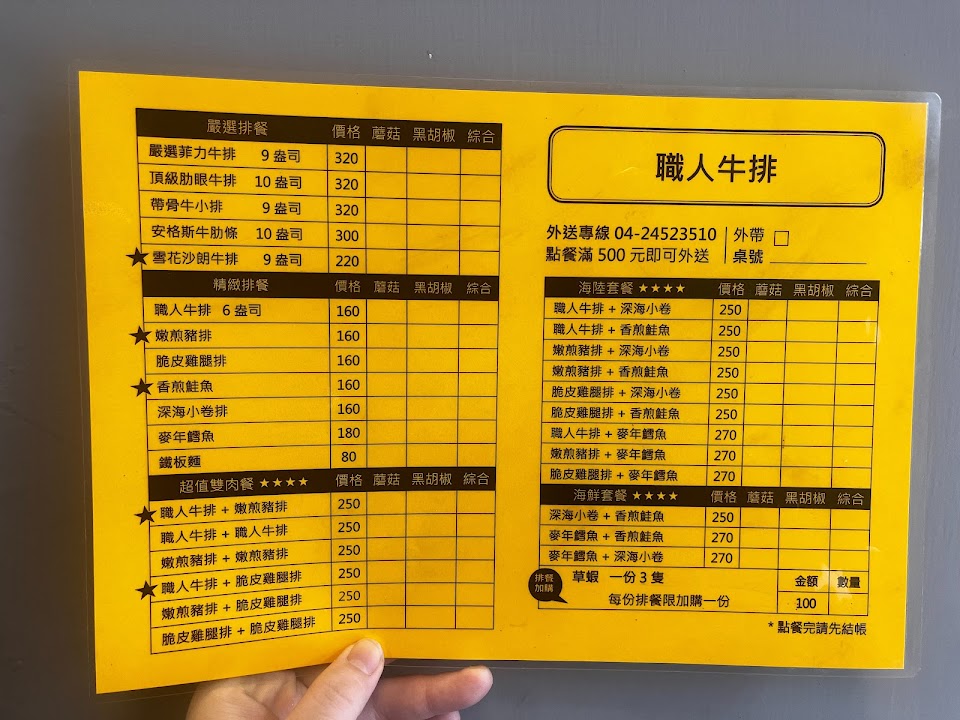 嚴選排餐 價格 蘑菇 黑胡椒 綜合
嚴選菲力牛排 9盎司 320
頂級肋眼牛排 10盎司 320
帶骨牛小排 9盎司 320
安格斯牛肋條 10盎司 300
★雪花沙朗牛排 9盎司 220
精緻排餐 價格 蘑菇 黑胡椒 綜合
職人牛排 6盎司 160
★嫩煎豬排 160
脆皮雞腿排 160
★香煎鮭魚 160
深海小卷排 160
麥年鱈魚 180
鐵板麵 80
超值雙肉餐 ★★★★ 價格 蘑菇 黑胡椒 綜合
★職人牛排+嫩煎豬排 250
職人牛排+職人牛排 250
嫩煎豬排+嫩煎豬排 250
★職人牛排+脆皮雞腿排 250
嫩煎豬排+脆皮雞腿排 250
脆皮雞腿排+脆皮雞腿排 250
職人牛排
外送專線 04-24523510 外帶 □
點餐滿 500 元即可外送 桌號
海陸套餐 ★★★★ 價格 蘑菇 黑胡椒 綜合
職人牛排+深海小卷 250
職人牛排+香煎鮭魚 250
嫩煎豬排+深海小卷 250
嫩煎豬排+香煎鮭魚 250
脆皮雞腿排+深海小卷 250
脆皮雞腿排+香煎鮭魚 250
職人牛排+麥年鱈魚 270
嫩煎豬排+麥年鱈魚 270
脆皮雞腿排+麥年鱈魚 270
海鮮套餐 ★★★★ 價格 蘑菇 黑胡椒 綜合
深海小卷+香煎鮭魚 250
麥年鱈魚+香煎鮭魚 270
麥年鱈魚+深海小卷 270
排餐加購 草蝦 一份3隻 金額 數量
每份排餐限加購一份 100
*點餐完請先結帳